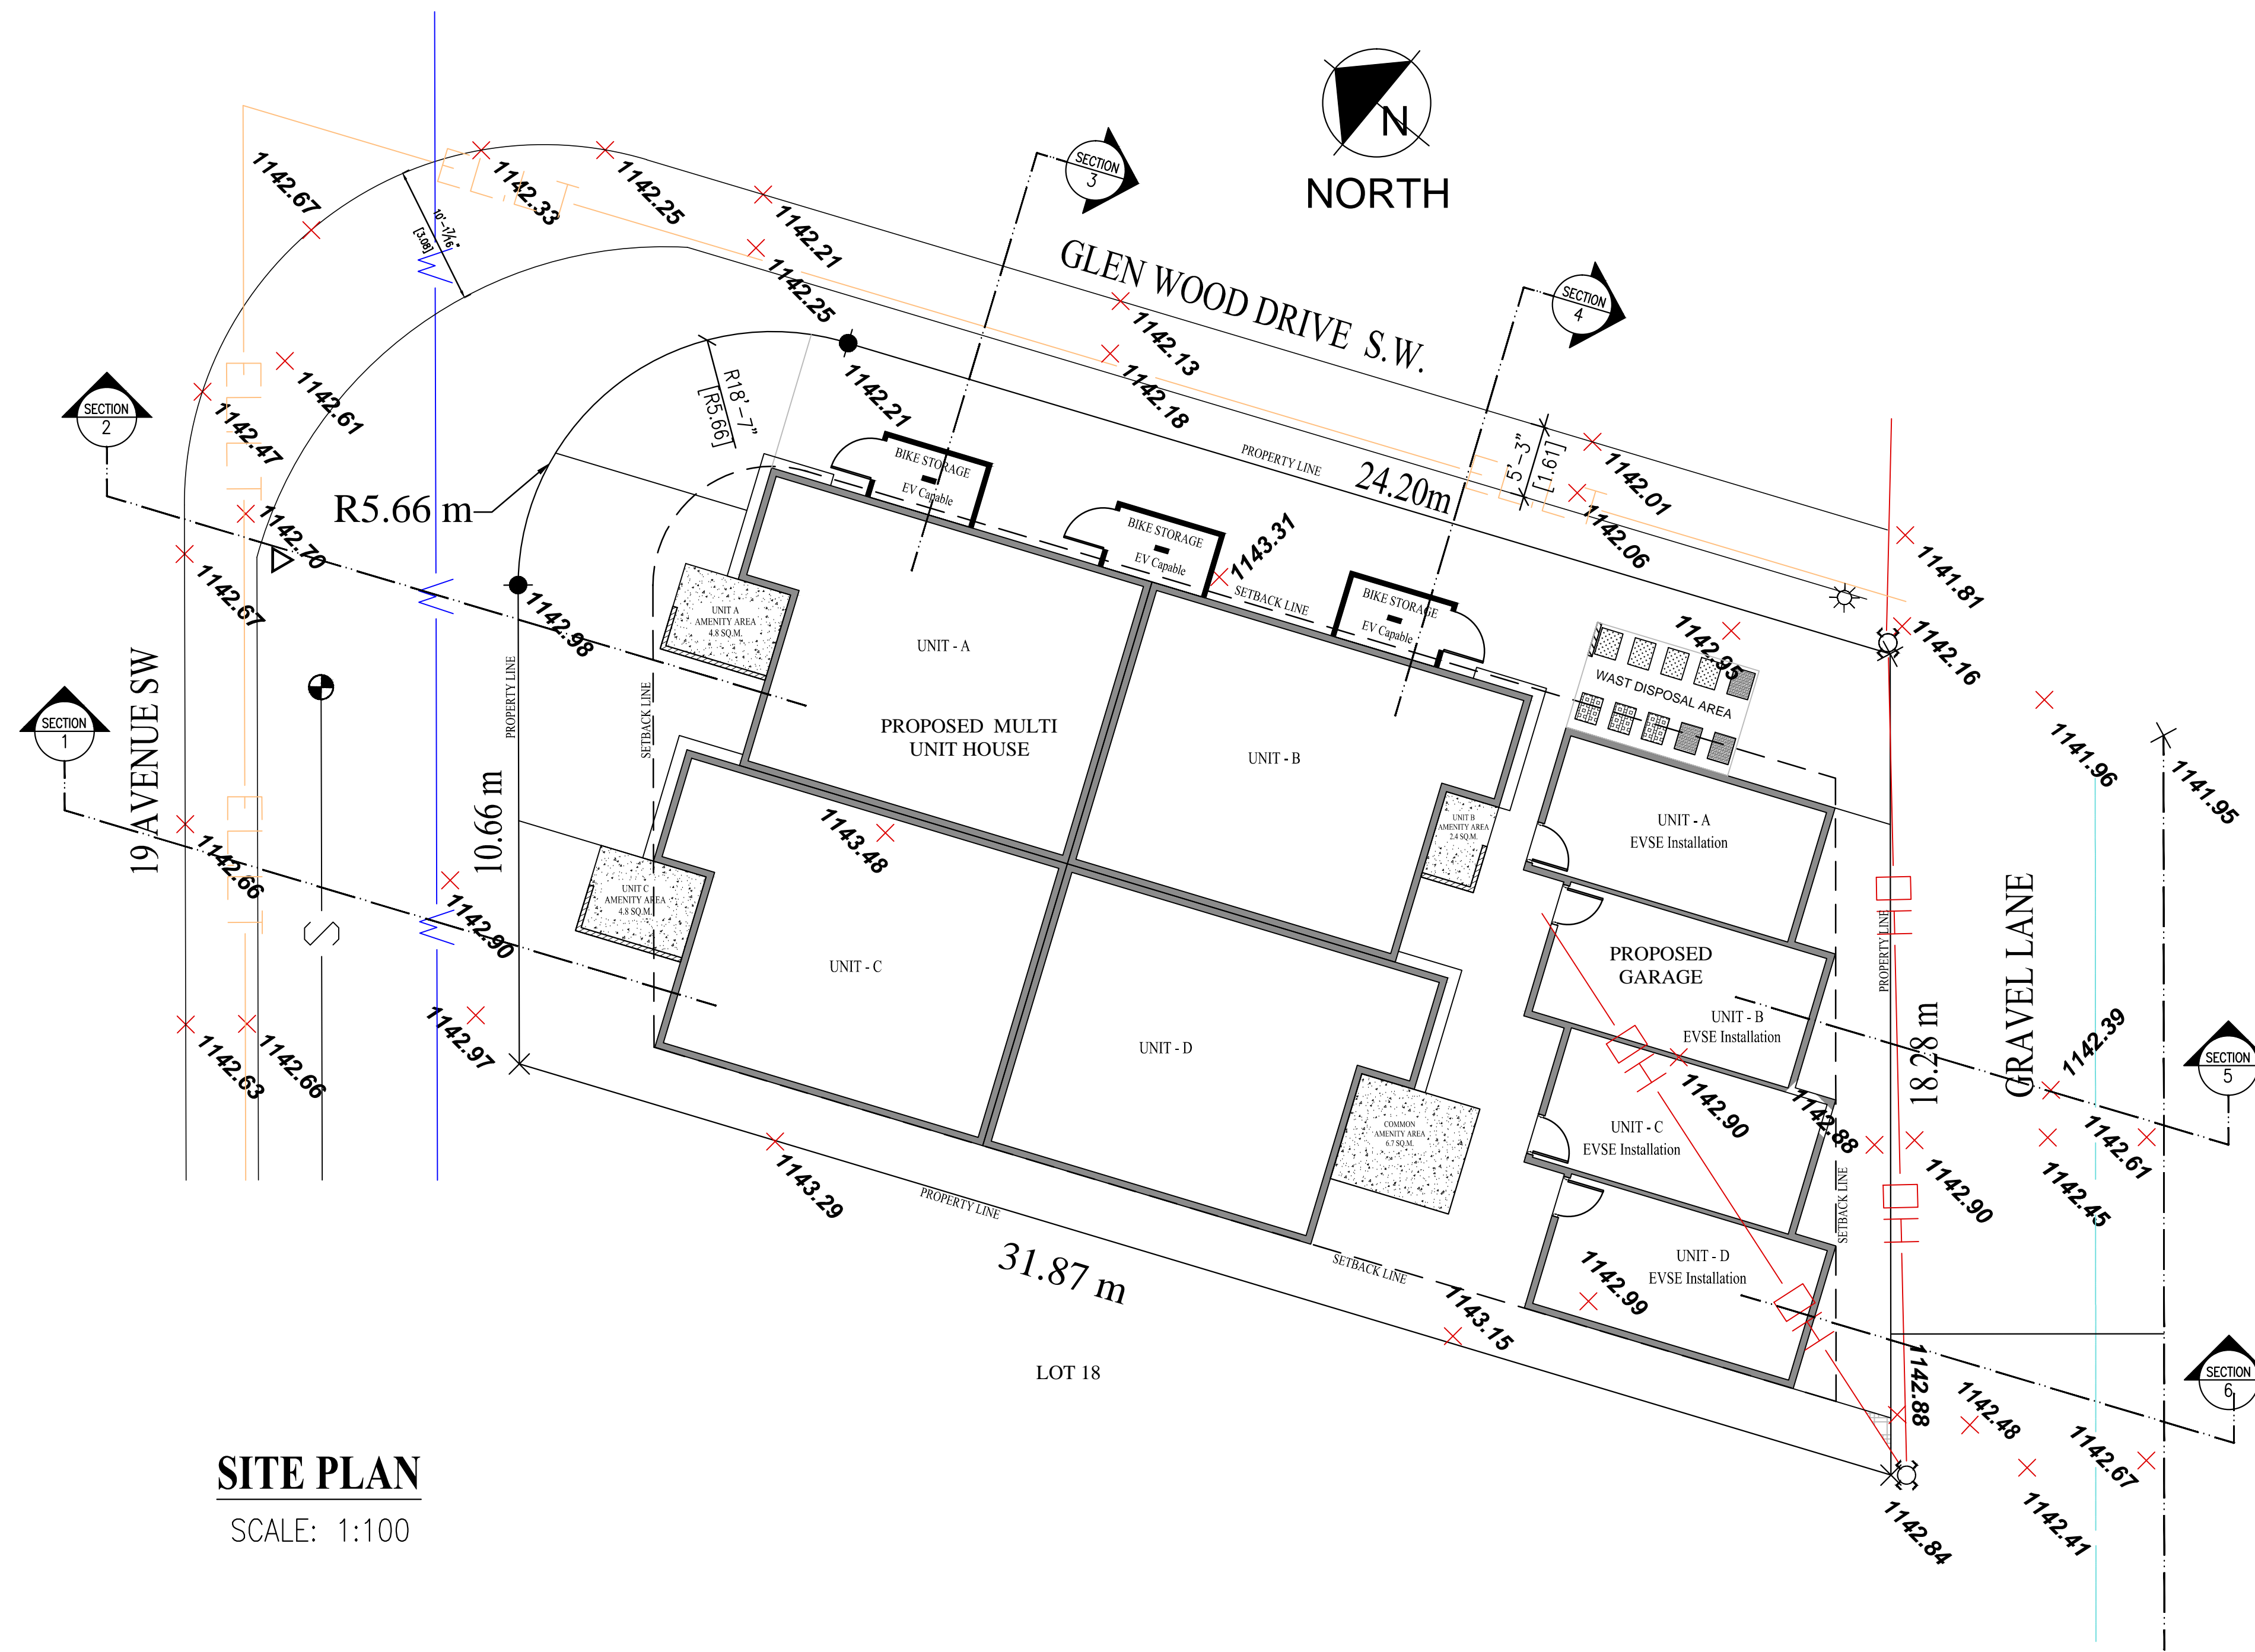 N
NORTH
SECTION
3
SECTION
4
GLEN WOOD DRIVE S.W.
1142.67
1142.33
1142.25
1142.21
1142.25
1142.13
1142.18
1142.21
1142.01
1142.06
1141.81
1142.16
1142.61
1142.47
1142.70
1142.67
10'-1 7/16"
[3.08]
R18'-7"
[R5.66]
R5.66 m
5'-3"
[1.61]
PROPERTY LINE
24.20m
SECTION
2
SECTION
1
19 AVENUE SW
E
E
E
W
W
W
S
BIKE STORAGE
EV Capable
BIKE STORAGE
EV Capable
BIKE STORAGE
EV Capable
1143.31
SETBACK LINE
1142.95
WAST DISPOSAL AREA
1142.98
PROPERTY LINE
SETBACK LINE
10.66 m
UNIT A
AMENITY AREA
4.8 SQ.M.
UNIT - A
PROPOSED MULTI
UNIT HOUSE
UNIT - B
UNIT B
AMENITY AREA
2.4 SQ.M.
1143.48
UNIT C
AMENITY AREA
4.8 SQ.M.
UNIT - C
UNIT - D
COMMON
AMENITY AREA
6.7 SQ.M.
UNIT - A
EVSE Installation
PROPOSED
GARAGE
UNIT - B
EVSE Installation
UNIT - C
EVSE Installation
UNIT - D
EVSE Installation
1142.90
1142.88
1142.99
1142.66
1142.90
1142.97
1142.63
1142.66
1143.29
PROPERTY LINE
31.87 m
SETBACK LINE
1143.15
PROPERTY LINE
SETBACK LINE
18.28 m
GRAVEL LANE
1141.96
1141.95
1142.39
1142.61
1142.45
1142.90
SECTION
5
SECTION
6
1142.88
1142.48
1142.67
1142.41
1142.84
LOT 18
SITE PLAN
SCALE: 1:100